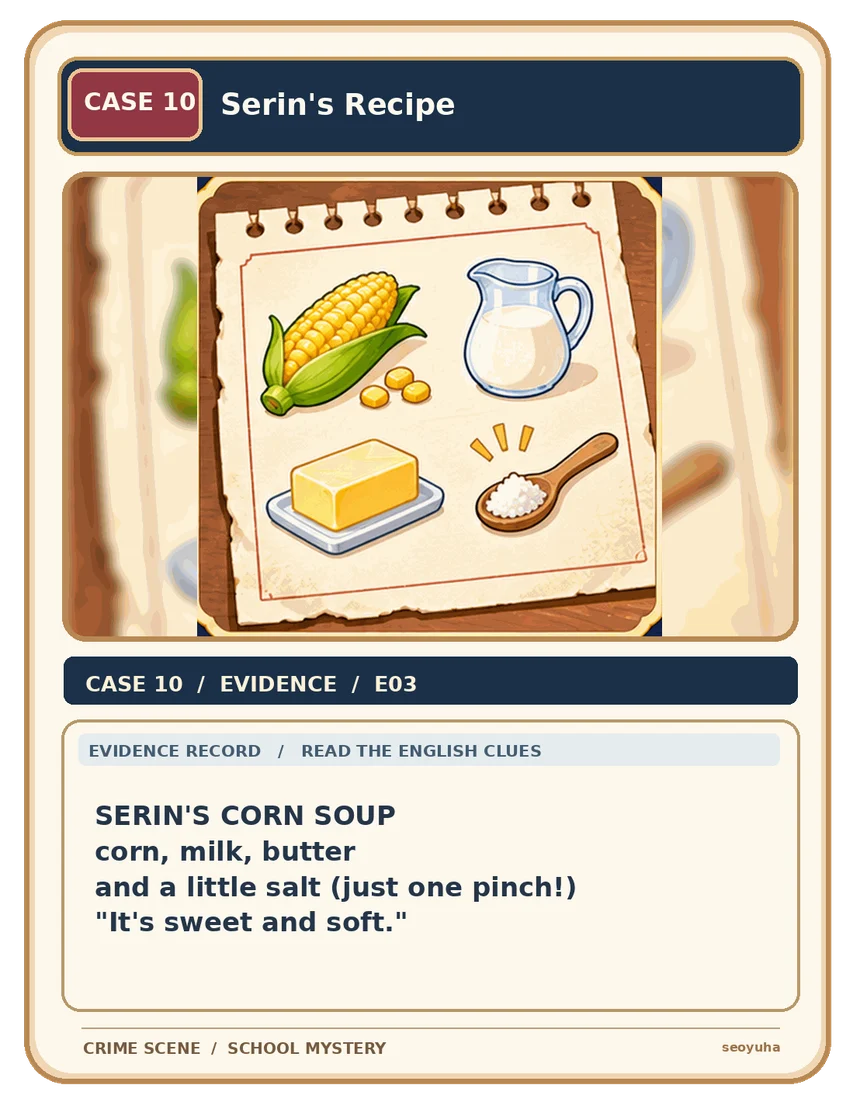 CASE 10
Serin's Recipe
CASE 10 / EVIDENCE / E03
EVIDENCE RECORD / READ THE ENGLISH CLUES
SERIN'S CORN SOUP
corn, milk, butter
and a little salt (just one pinch!)
"It's sweet and soft."
CRIME SCENE / SCHOOL MYSTERY
seoyuha